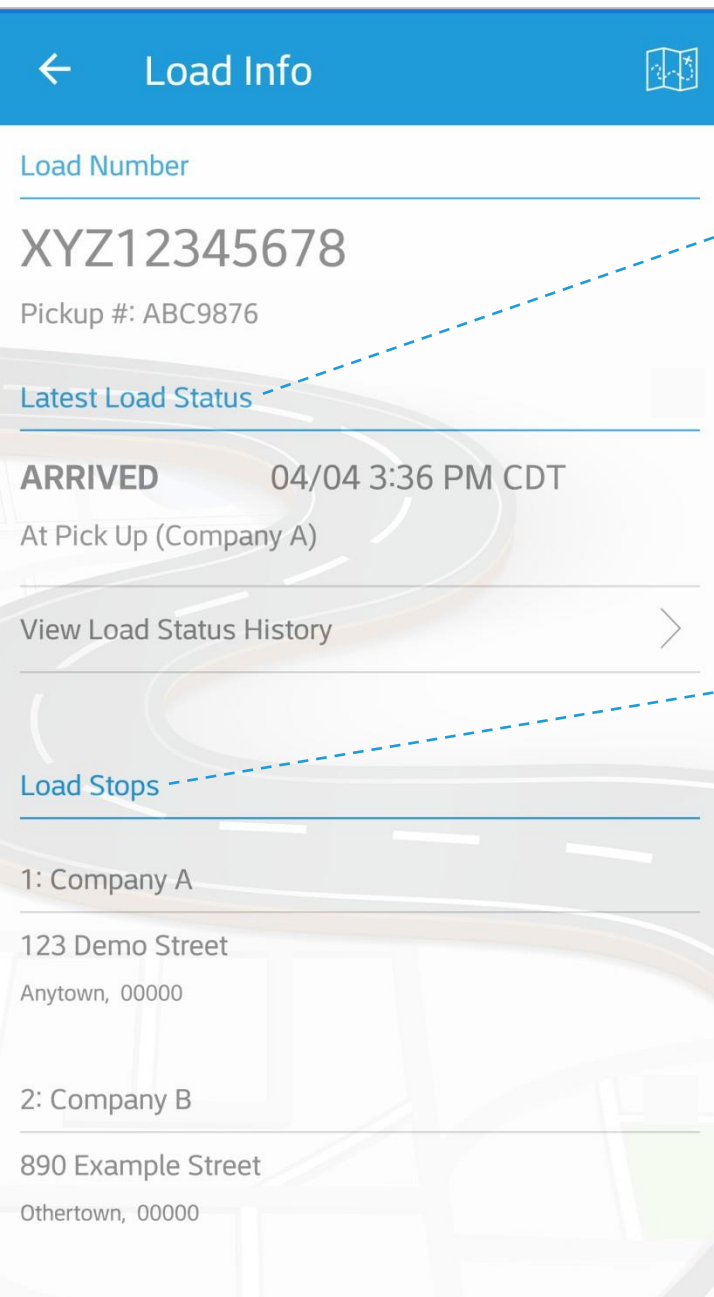 Load Info
Load Number
XYZ12345678
Pickup #: ABC9876
Latest Load Status
ARRIVED 04/04 3:36 PM CDT
At Pick Up (Company A)
View Load Status History
Load Stops
1: Company A
123 Demo Street
Anytown, 00000
2: Company B
890 Example Street
Othertown, 00000